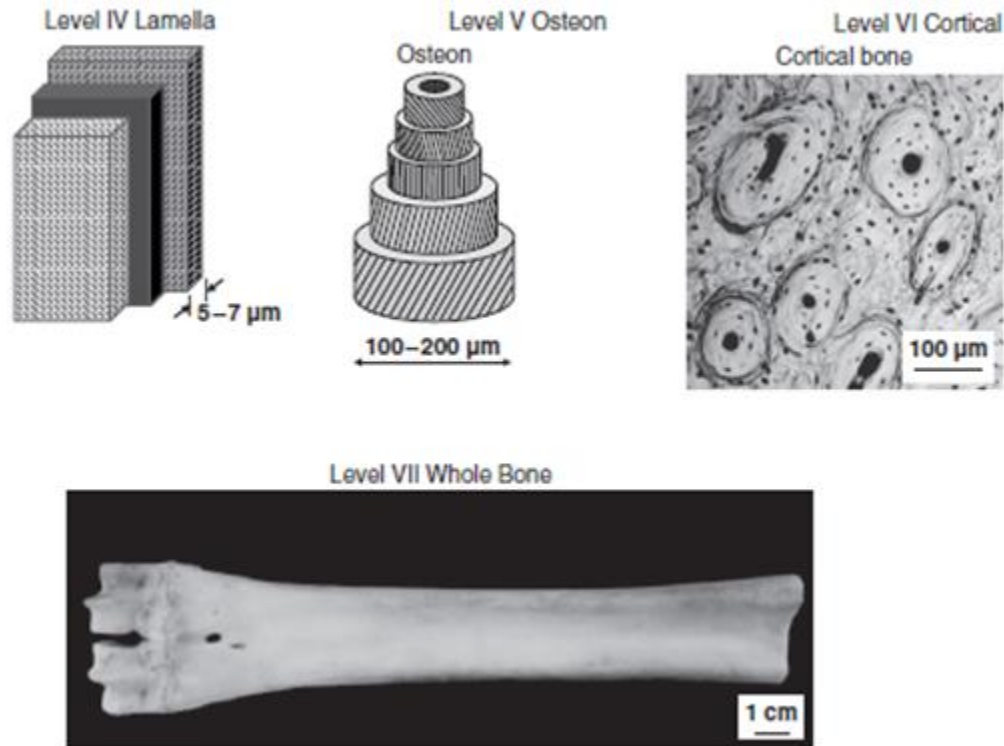 Level IV Lamella
Level V Osteon
Level VI Cortical
Osteon
Cortical bone
5–7 µm
100–200 µm
100 µm
Level VII Whole Bone
1 cm